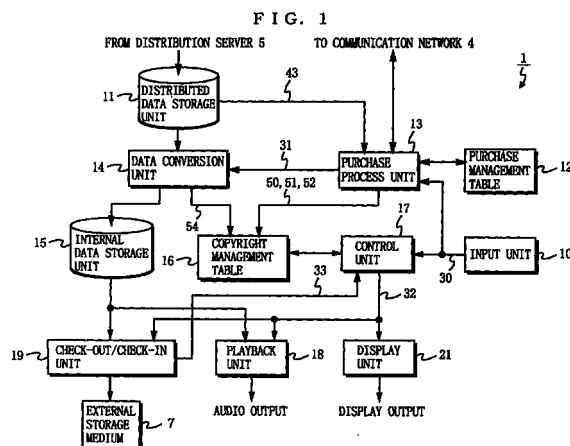 FIG. 1
FROM DISTRIBUTION SERVER 5
TO COMMUNICATION NETWORK 4
1
43
11
DISTRIBUTED
DATA STORAGE
UNIT
13
14
DATA CONVERSION
UNIT
31
PURCHASE
PROCESS UNIT
PURCHASE
MANAGEMENT
TABLE
12
50, 51, 52
17
15
INTERNAL
DATA STORAGE
UNIT
54
16
COPYRIGHT
MANAGEMENT
TABLE
CONTROL
UNIT
INPUT UNIT
10
30
33
32
19
CHECK-OUT/CHECK-IN
UNIT
PLAYBACK
UNIT
18
DISPLAY
UNIT
21
EXTERNAL
STORAGE
MEDIUM
7
AUDIO OUTPUT
DISPLAY OUTPUT